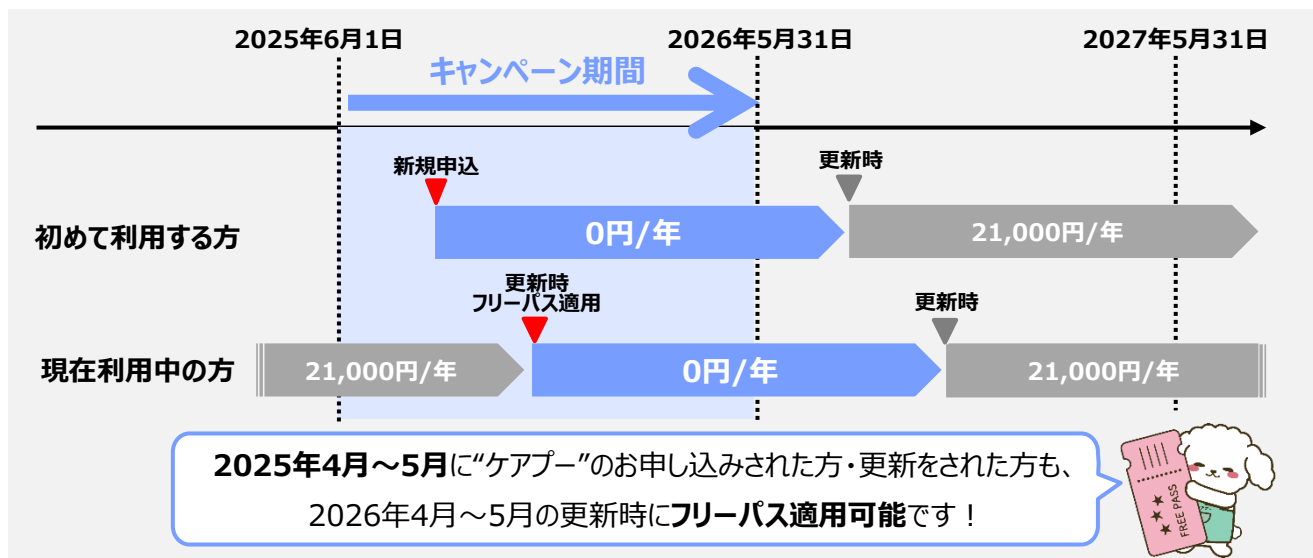 2025年6月1日
2026年5月31日
2027年5月31日
キャンペーン期間
新規申込
更新時
初めて利用する方
0円/年
21,000円/年
更新時
フリーパス適用
更新時
現在利用中の方
21,000円/年
0円/年
21,000円/年
2025年4月～5月に“ケアプー”のお申し込みされた方・更新をされた方も、
2026年4月～5月の更新時にフリーパス適用可能です！
FREE PASS